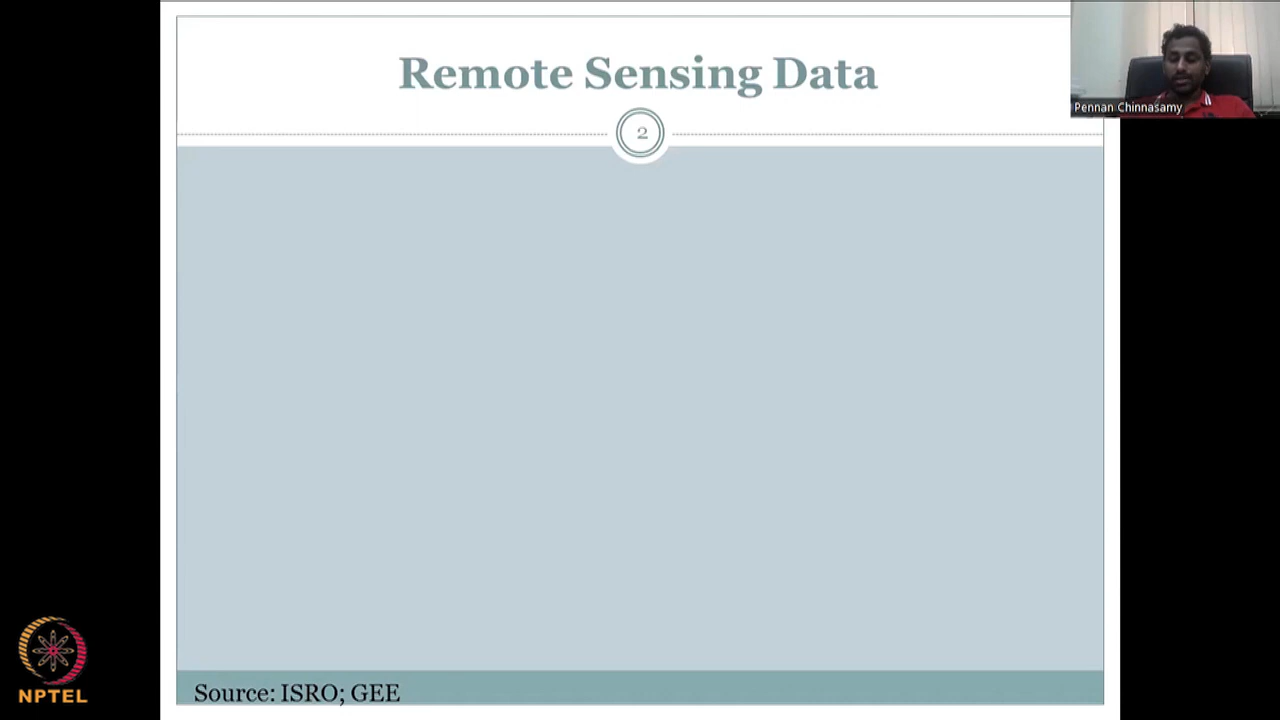 Remote Sensing Data
2
Pennan Chinnasamy
Source: ISRO; GEE
NPTEL